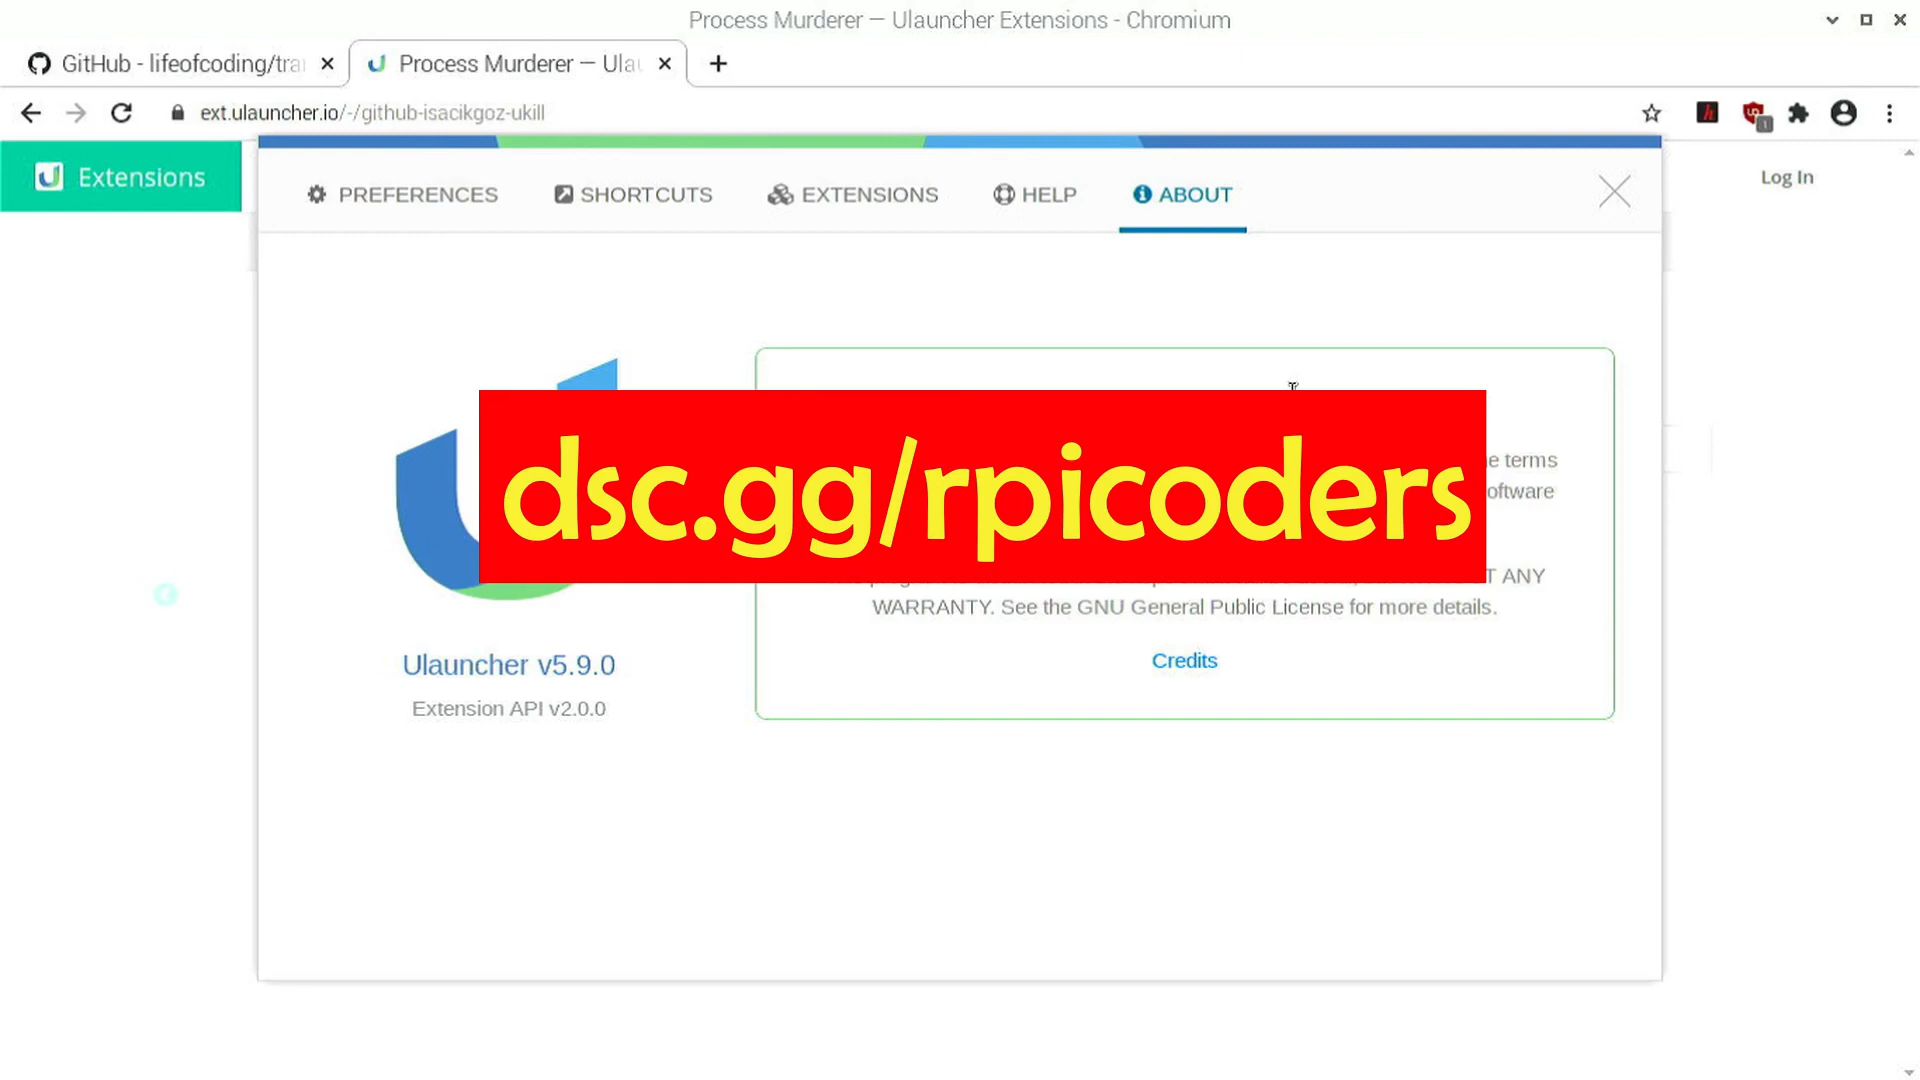 Process Murderer — Ulauncher Extensions - Chromium
GitHub - lifeofcoding/tra
Process Murderer — Ula
ext.ulauncher.io/-/github-isacikgoz-ukill
Extensions
PREFERENCES
SHORTCUTS
EXTENSIONS
HELP
ABOUT
Log In
terms
dsc.gg/rpicoders
ANY
WARRANTY. See the GNU General Public License for more details.
Credits
Ulauncher v5.9.0
Extension API v2.0.0